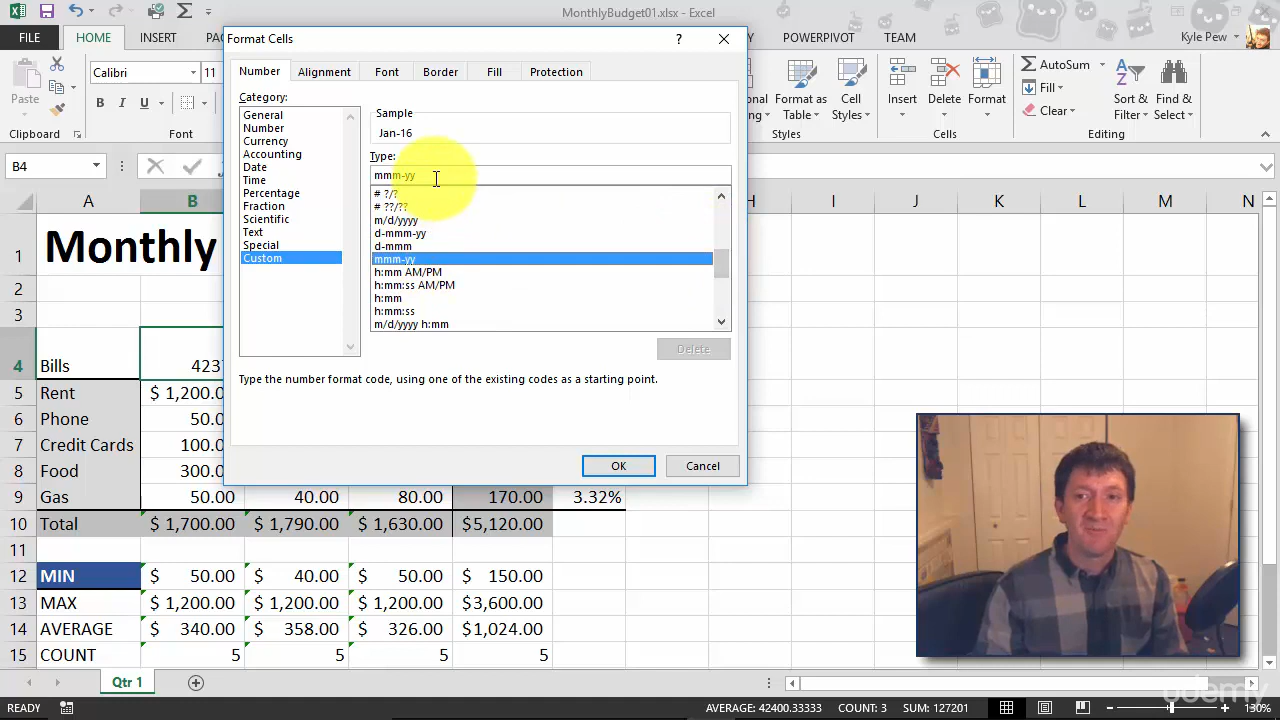 MonthlyBudget01.xlsx - Excel
FILE HOME INSERT PA POWERPIVOT TEAM Kyle Pew
Format Cells ? ×
Number Alignment Font Border Fill Protection
Category:
General
Number
Currency
Accounting
Date
Time
Percentage
Fraction
Scientific
Text
Special
Custom
Sample
Jan-16
Type:
mmm-yy
# ?/?
# ??/??
m/d/yyyy
d-mmm-yy
d-mmm
mmm-yy
h:mm AM/PM
h:mm:ss AM/PM
h:mm
h:mm:ss
m/d/yyyy h:mm
Delete
Type the number format code, using one of the existing codes as a starting point.
OK Cancel
Paste
Clipboard
Calibri 11
B I U
Font
Format as Table
Cell Styles
Styles
Insert Delete Format
Cells
AutoSum
Fill
Clear
Sort & Filter
Find & Select
Editing
B4
A B H I J K L M N
1 Monthly
2
3
4 Bills 423
5 Rent $ 1,200.0
6 Phone 50.0
7 Credit Cards 100.0
8 Food 300.0
9 Gas 50.00 40.00 80.00 170.00 3.32%
10 Total $ 1,700.00 $ 1,790.00 $ 1,630.00 $5,120.00
11
12 MIN $ 50.00 $ 40.00 $ 50.00 $ 150.00
13 MAX $ 1,200.00 $ 1,200.00 $ 1,200.00 $3,600.00
14 AVERAGE $ 340.00 $ 358.00 $ 326.00 $1,024.00
15 COUNT 5 5 5 5
Qtr 1
READY AVERAGE: 42400.33333 COUNT: 3 SUM: 127201 130%
udemy